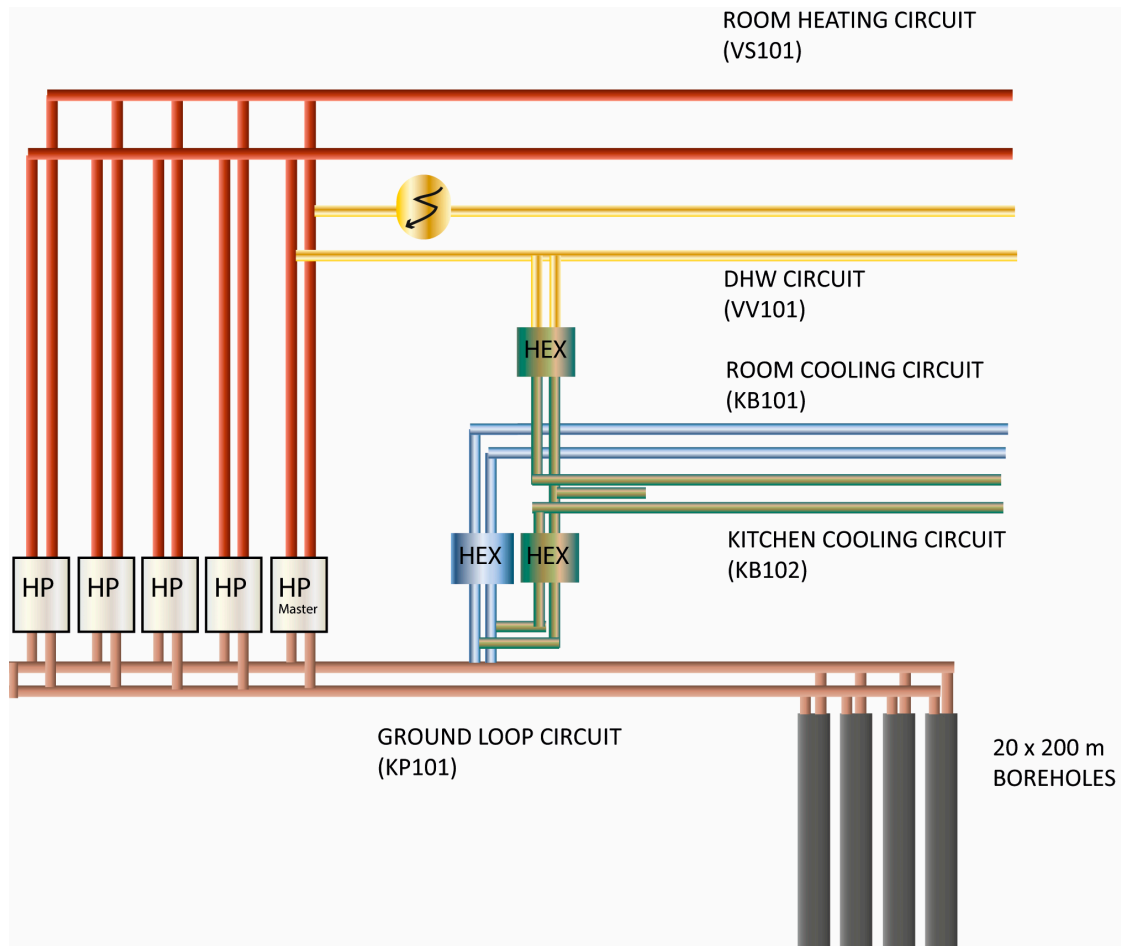 ROOM HEATING CIRCUIT
(VS101)
DHW CIRCUIT
(VV101)
HEX
ROOM COOLING CIRCUIT
(KB101)
HEX
HEX
KITCHEN COOLING CIRCUIT
(KB102)
HP
HP
HP
HP
HP
Master
GROUND LOOP CIRCUIT
(KP101)
20 x 200 m
BOREHOLES